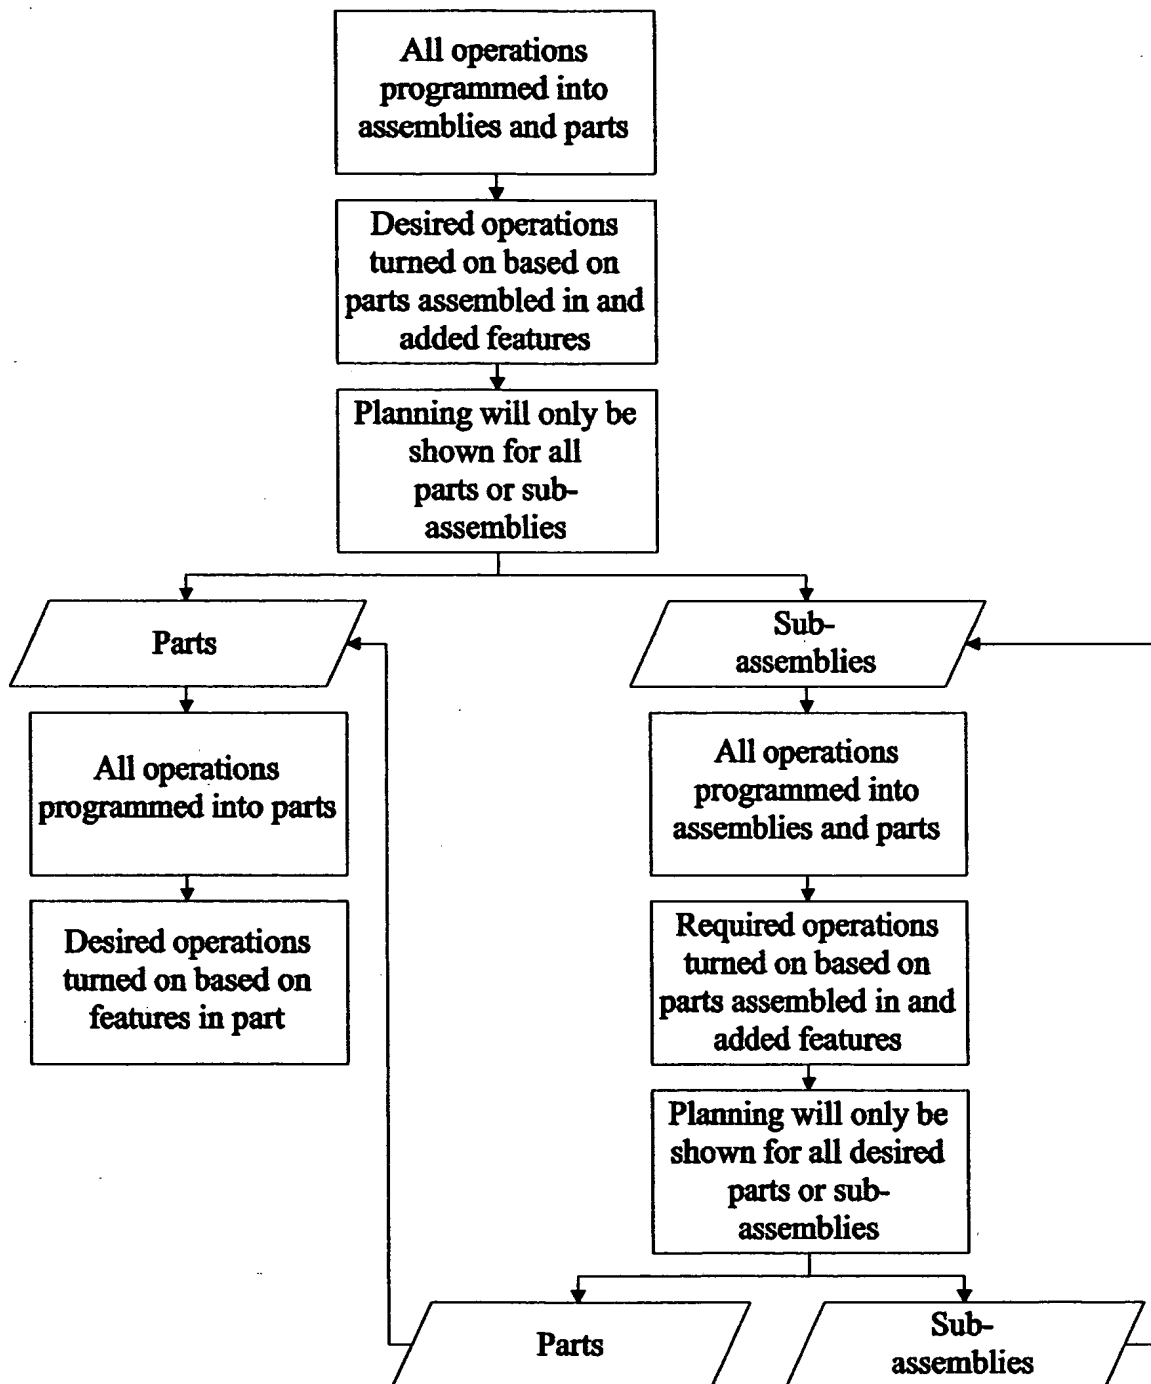 All operations
programmed into
assemblies and parts
Desired operations
turned on based on
parts assembled in and
added features
Planning will only be
shown for all
parts or sub-
assemblies
Parts
Sub-
assemblies
All operations
programmed into parts
Desired operations
turned on based on
features in part
All operations
programmed into
assemblies and parts
Required operations
turned on based on
parts assembled in and
added features
Planning will only be
shown for all desired
parts or sub-
assemblies
Parts
Sub-
assemblies